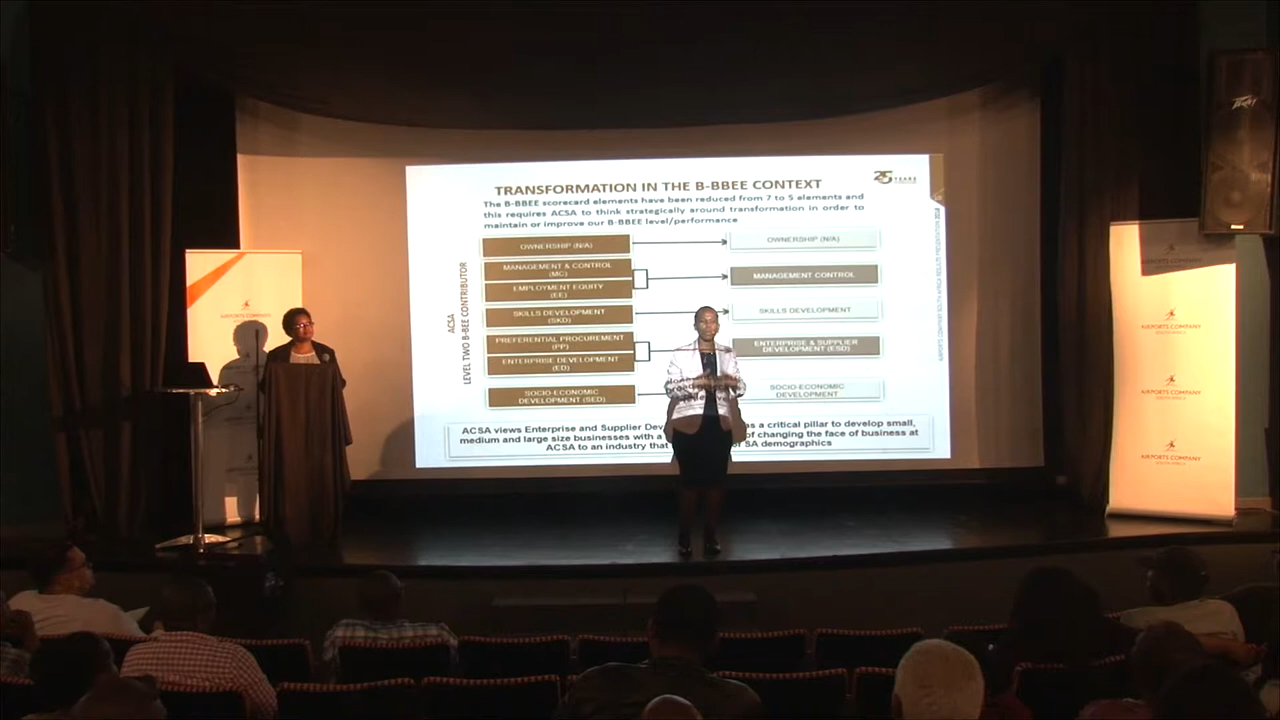 TRANSFORMATION IN THE B-BBEE CONTEXT
25 YEARS
The B-BBEE scorecard elements have been reduced from 7 to 5 elements and
this requires ACSA to think strategically around transformation in order to
maintain or improve our B-BBEE level/performance
ACSA
LEVEL TWO B-BEE CONTRIBUTOR
OWNERSHIP (N/A)
MANAGEMENT & CONTROL
(MC)
EMPLOYMENT EQUITY
(EE)
SKILLS DEVELOPMENT
(SKD)
PREFERENTIAL PROCUREMENT
(PP)
ENTERPRISE DEVELOPMENT
(ED)
SOCIO-ECONOMIC
DEVELOPMENT (SED)
OWNERSHIP (N/A)
MANAGEMENT CONTROL
SKILLS DEVELOPMENT
ENTERPRISE & SUPPLIER
DEVELOPMENT (ESD)
SOCIO-ECONOMIC
DEVELOPMENT
ACSA views Enterprise and Supplier as a critical pillar to develop small,
medium and large size businesses with a of changing the face of business at
ACSA to an industry that SA demographics
AIRPORTS COMPANY
SOUTH AFRICA
AIRPORTS COMPANY
SOUTH AFRICA
AIRPORTS COMPANY
SOUTH AFRICA
AIRPORTS COMPANY
SOUTH AFRICA
PEAVEY